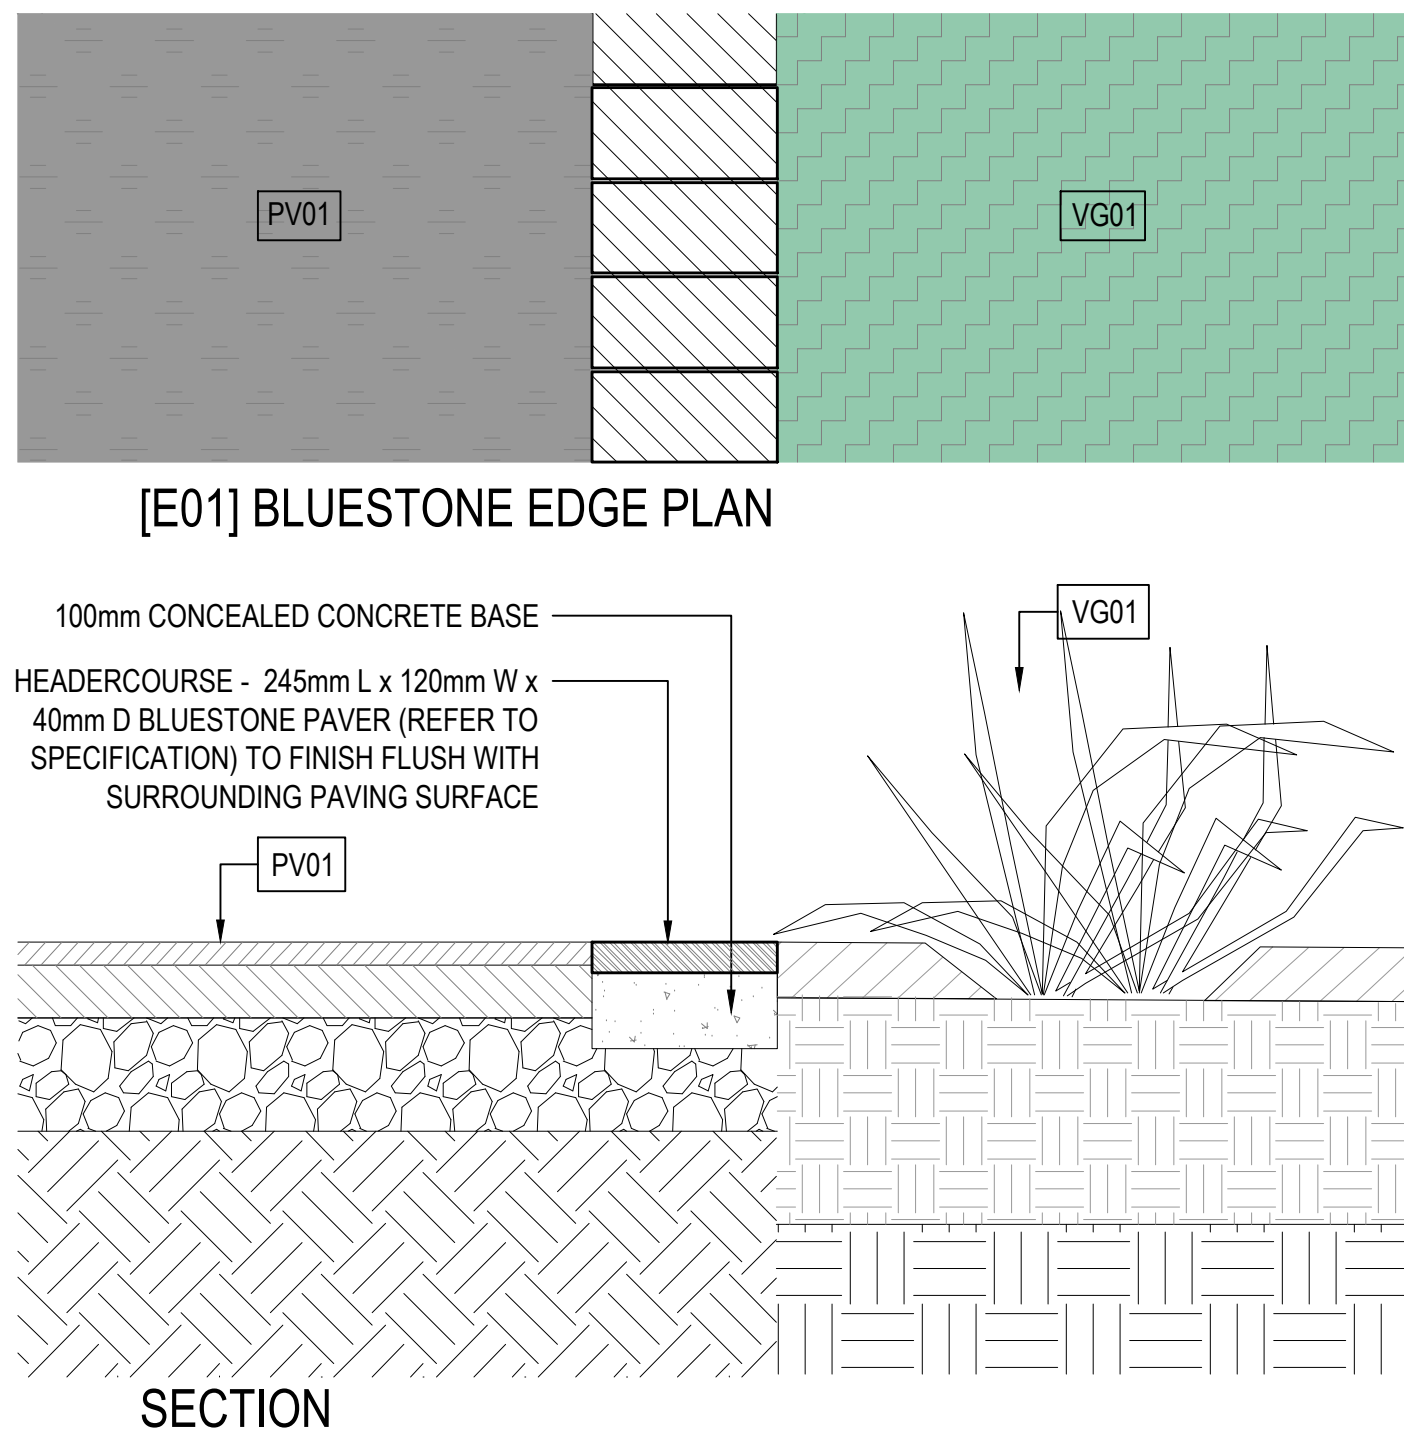 PV01
VG01
[E01] BLUESTONE EDGE PLAN
100mm CONCEALED CONCRETE BASE
HEADERCOURSE - 245mm L x 120mm W x
40mm D BLUESTONE PAVER (REFER TO
SPECIFICATION) TO FINISH FLUSH WITH
SURROUNDING PAVING SURFACE
VG01
PV01
SECTION